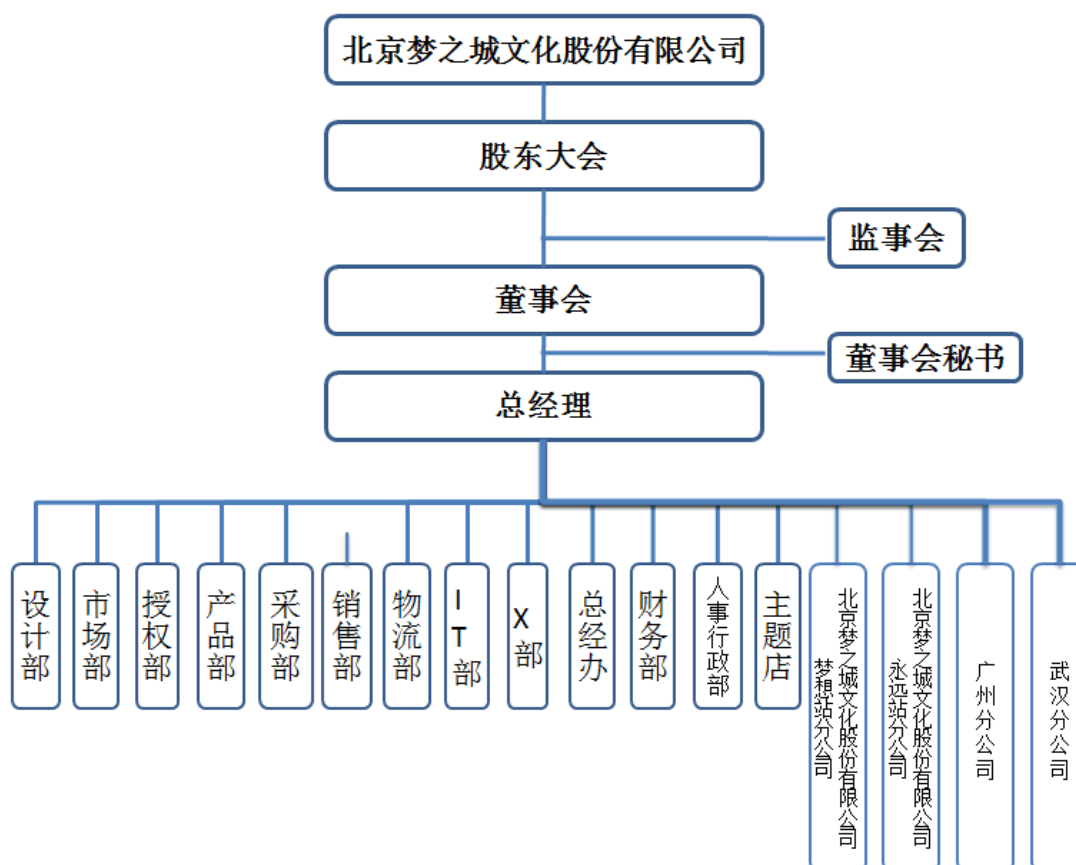 北京梦之城文化股份有限公司
股东大会
监事会
董事会
董事会秘书
总经理
设计部
市场部
授权部
产品部
采购部
销售部
物流部
IT部
X部
总经办
财务部
人事行政部
主题店
北京梦之城文化股份有限公司
梦想站分公司
北京梦之城文化股份有限公司
永远站分公司
广州分公司
武汉分公司